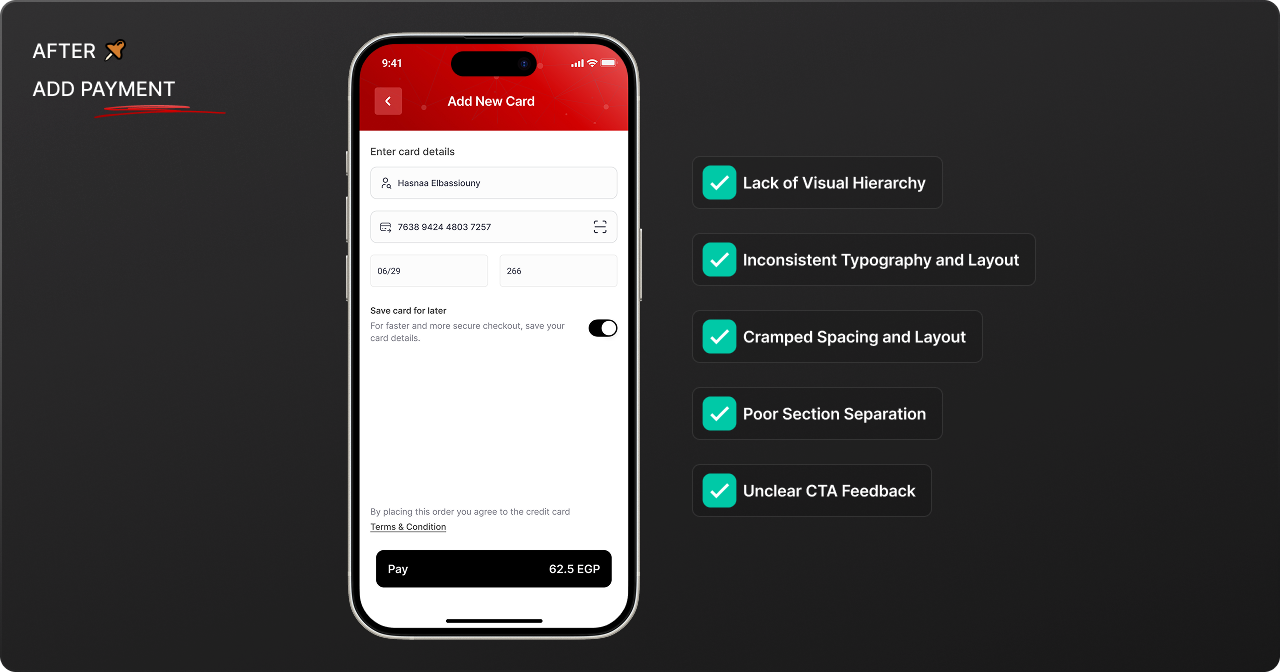 AFTER
ADD PAYMENT
9:41
Add New Card
Enter card details
Hasnaa Elbassiouny
7638 9424 4803 7257
06/29
266
Save card for later
For faster and more secure checkout, save your
card details.
By placing this order you agree to the credit card
Terms & Condition
Pay 62.5 EGP
Lack of Visual Hierarchy
Inconsistent Typography and Layout
Cramped Spacing and Layout
Poor Section Separation
Unclear CTA Feedback